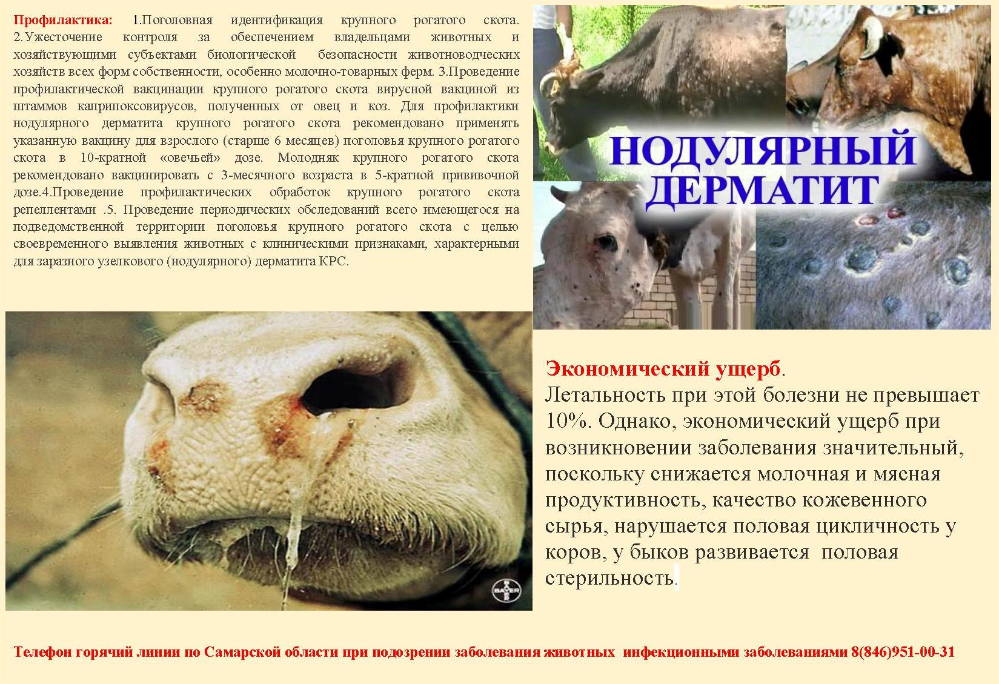 Профилактика: 1.Поголовная идентификация крупного рогатого скота.
2.Ужесточение контроля за обеспечением владельцами животных и
хозяйствующими субъектами биологической безопасности животноводческих
хозяйств всех форм собственности, особенно молочно-товарных ферм. 3.Проведение
профилактической вакцинации крупного рогатого скота вирусной вакциной из
штаммов каприпоксовирусов, полученных от овец и коз. Для профилактики
нодулярного дерматита крупного рогатого скота рекомендовано применять
указанную вакцину для взрослого (старше 6 месяцев) поголовья крупного рогатого
скота в 10-кратной «овечьей» дозе. Молодняк крупного рогатого скота
рекомендовано вакцинировать с 3-месячного возраста в 5-кратной прививочной
дозе.4.Проведение профилактических обработок крупного рогатого скота
репеллентами .5. Проведение периодических обследований всего имеющегося на
подведомственной территории поголовья крупного рогатого скота с целью
своевременного выявления животных с клиническими признаками, характерными
для заразного узелкового (нодулярного) дерматита КРС.
НОДУЛЯРНЫЙ
ДЕРМАТИТ
BAYER
Экономический ущерб.
Летальность при этой болезни не превышает
10%. Однако, экономический ущерб при
возникновении заболевания значительный,
поскольку снижается молочная и мясная
продуктивность, качество кожевенного
сырья, нарушается половая цикличность у
коров, у быков развивается половая
стерильность.
Телефон горячий линии по Самарской области при подозрении заболевания животных инфекционными заболеваниями 8(846)951-00-31